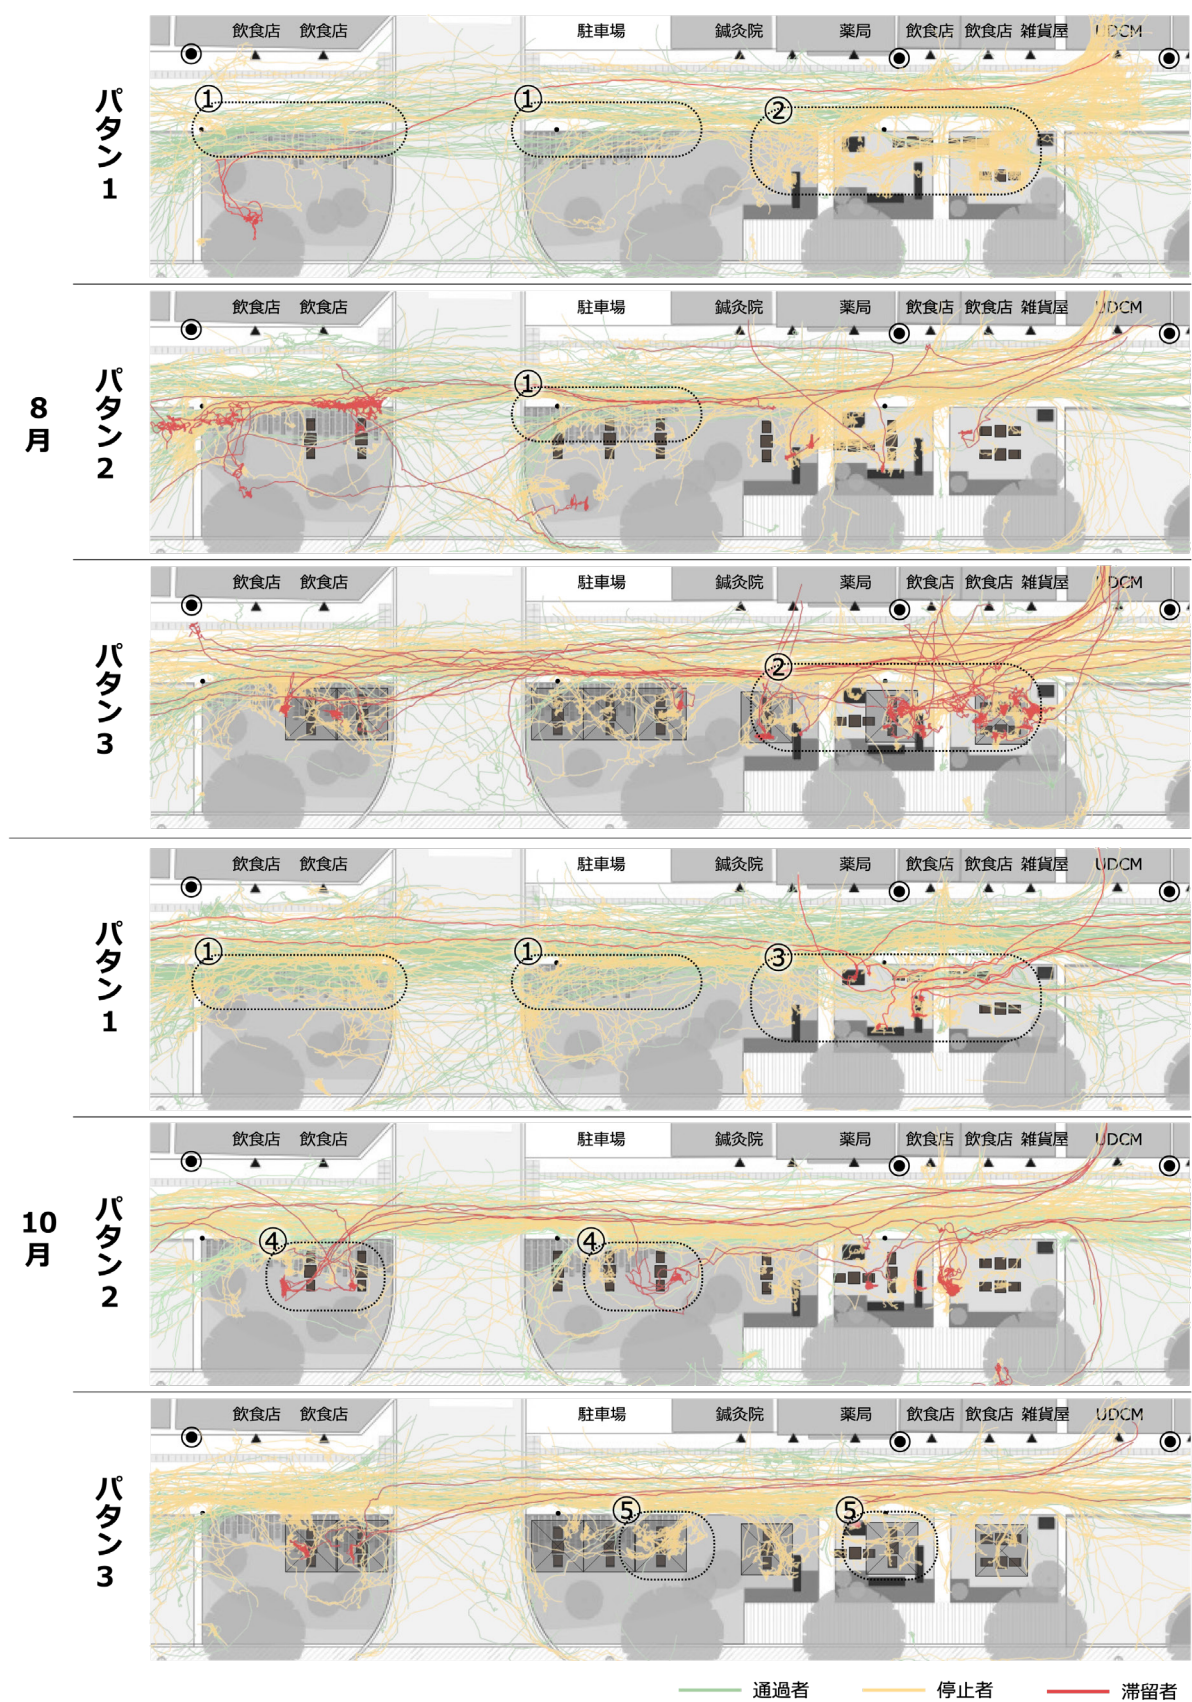 飲食店 飲食店 駐車場 鍼灸院 薬局 飲食店 飲食店 雑貨屋 UDCM
パタン1
① ① ②
飲食店 飲食店 駐車場 鍼灸院 薬局 飲食店 飲食店 雑貨屋 UDCM
8月
パタン2
①
飲食店 飲食店 駐車場 鍼灸院 薬局 飲食店 飲食店 雑貨屋 UDCM
パタン3
②
飲食店 飲食店 駐車場 鍼灸院 薬局 飲食店 飲食店 雑貨屋 UDCM
パタン1
① ① ③
飲食店 飲食店 駐車場 鍼灸院 薬局 飲食店 飲食店 雑貨屋 UDCM
10月
パタン2
④ ④
飲食店 飲食店 駐車場 鍼灸院 薬局 飲食店 飲食店 雑貨屋 UDCM
パタン3
⑤ ⑤
通過者 停止者 滞留者